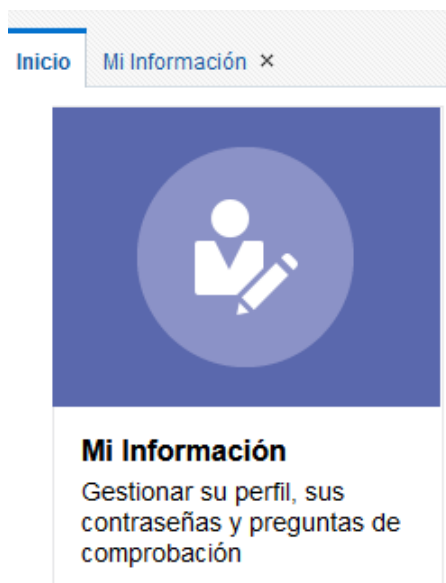 Inicio
Mi Información ×
Mi Información
Gestionar su perfil, sus
contraseñas y preguntas de
comprobación